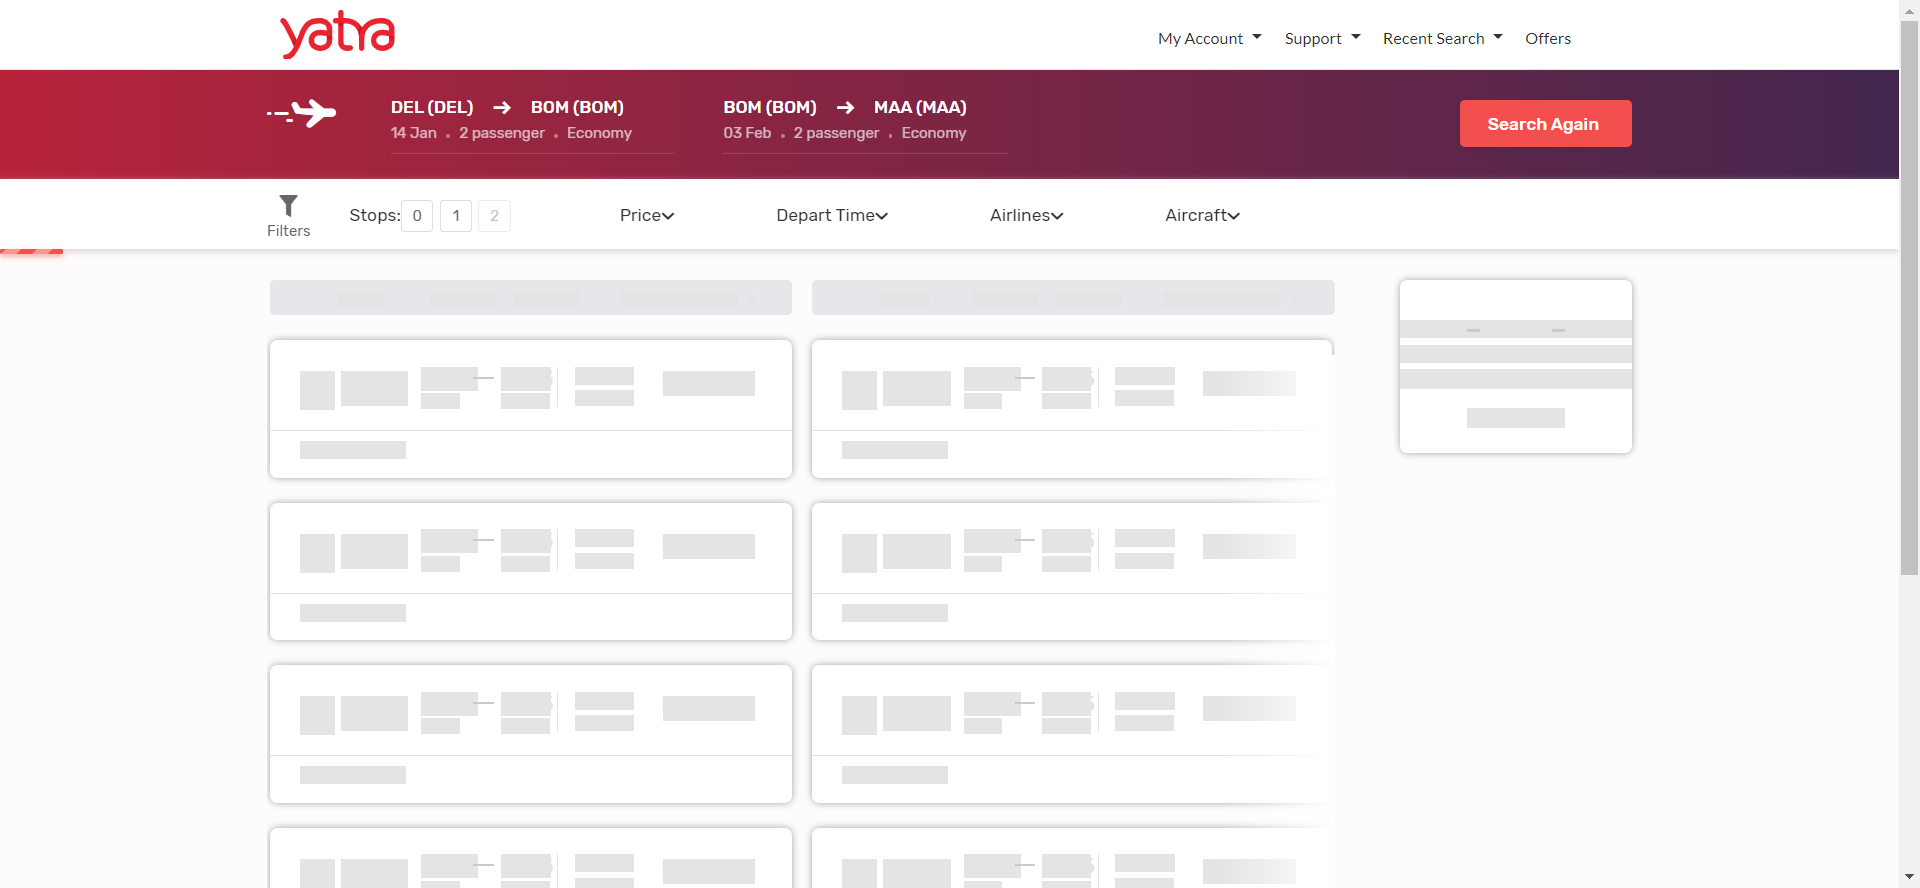 yatra
My Account Support Recent Search Offers
DEL (DEL) → BOM (BOM)
14 Jan . 2 passenger . Economy
BOM (BOM) → MAA (MAA)
03 Feb . 2 passenger . Economy
Search Again
Filters
Stops: 0 1 2
Price
Depart Time
Airlines
Aircraft